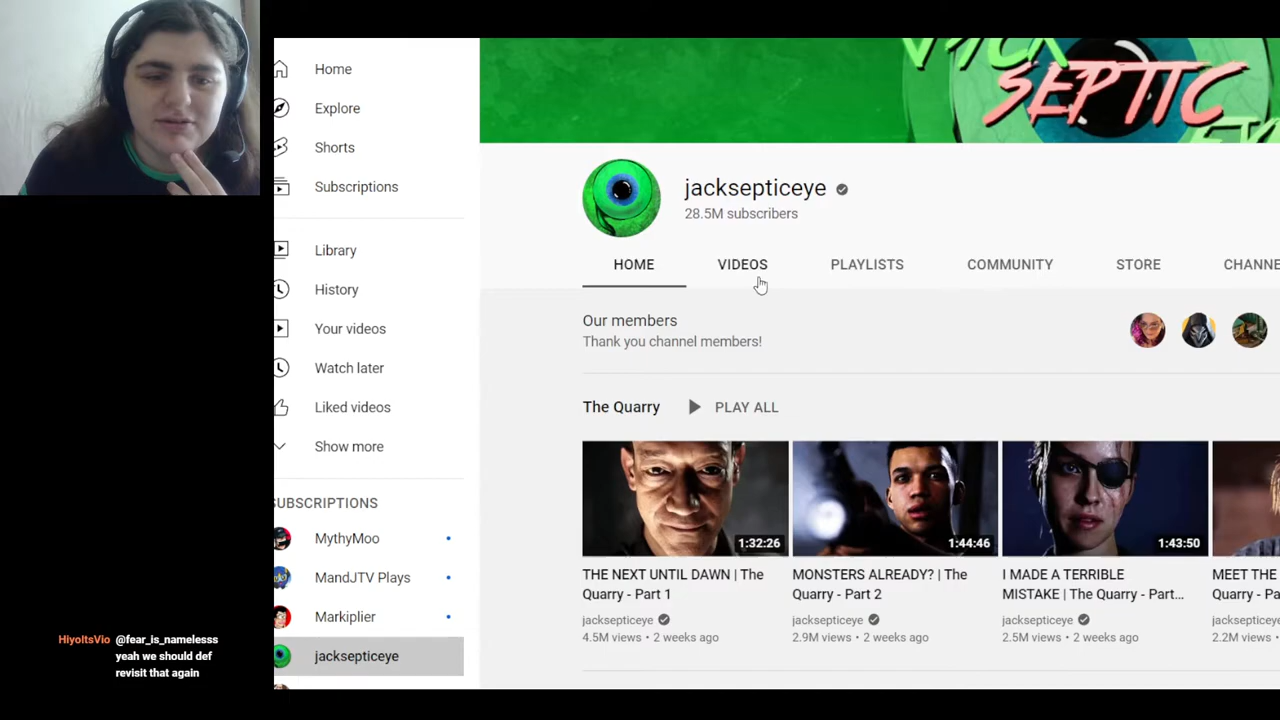 Home
Explore
Shorts
Subscriptions
Library
History
Your videos
Watch later
Liked videos
Show more
SUBSCRIPTIONS
MythyMoo
MandJTV Plays
Markiplier
jacksepticeye
HiyoItsVio @fear_is_namelesss
yeah we should def
revisit that again
JACK
SEPTIC
EYE
jacksepticeye
28.5M subscribers
HOME VIDEOS PLAYLISTS COMMUNITY STORE CHANNE
Our members
Thank you channel members!
The Quarry PLAY ALL
1:32:26
THE NEXT UNTIL DAWN | The
Quarry - Part 1
jacksepticeye
4.5M views • 2 weeks ago
1:44:46
MONSTERS ALREADY? | The
Quarry - Part 2
jacksepticeye
2.9M views • 2 weeks ago
1:43:50
I MADE A TERRIBLE
MISTAKE | The Quarry - Part...
jacksepticeye
2.5M views • 2 weeks ago
MEET THE
Quarry - Pa
jacksepticeye
2.2M views